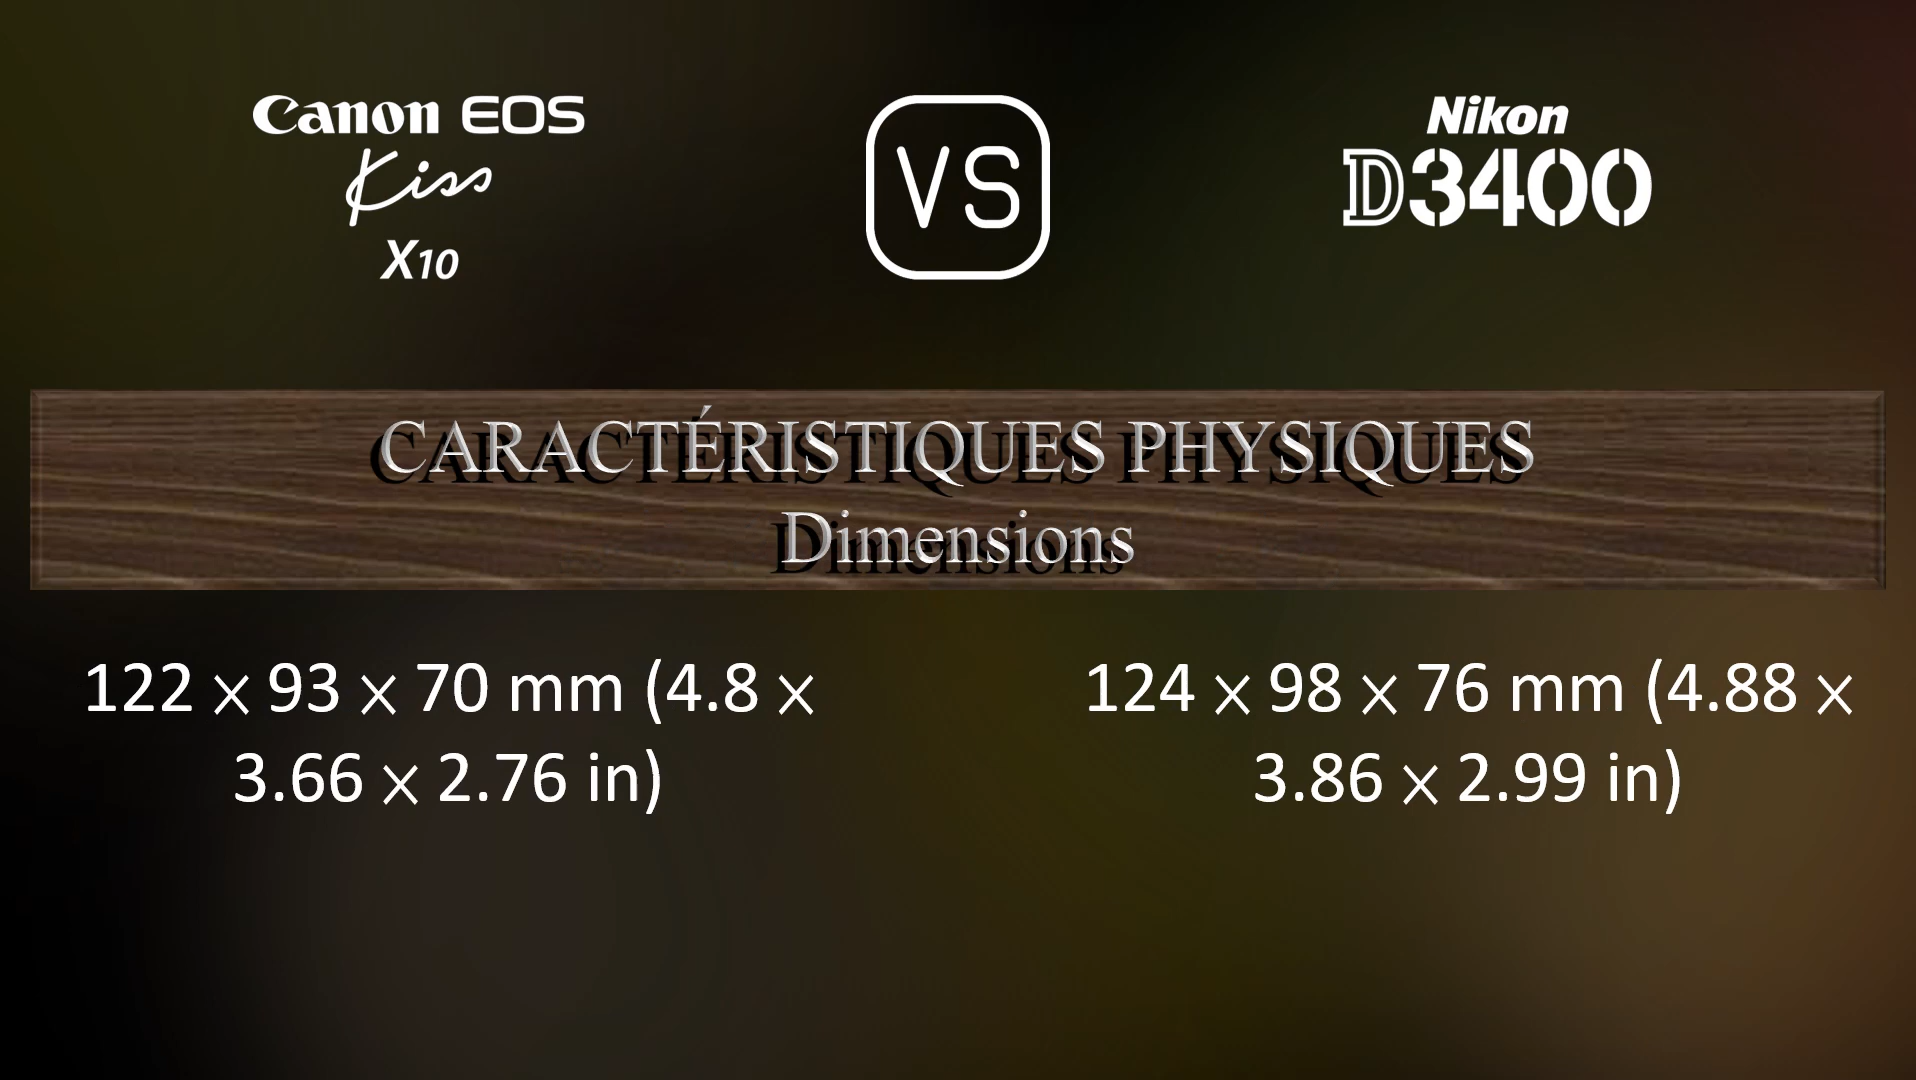 Canon EOS
Kiss
X10
VS
Nikon
D3400
CARACTÉRISTIQUES PHYSIQUES
Dimensions
122 x 93 x 70 mm (4.8 x
3.66 x 2.76 in)
124 x 98 x 76 mm (4.88 x
3.86 x 2.99 in)